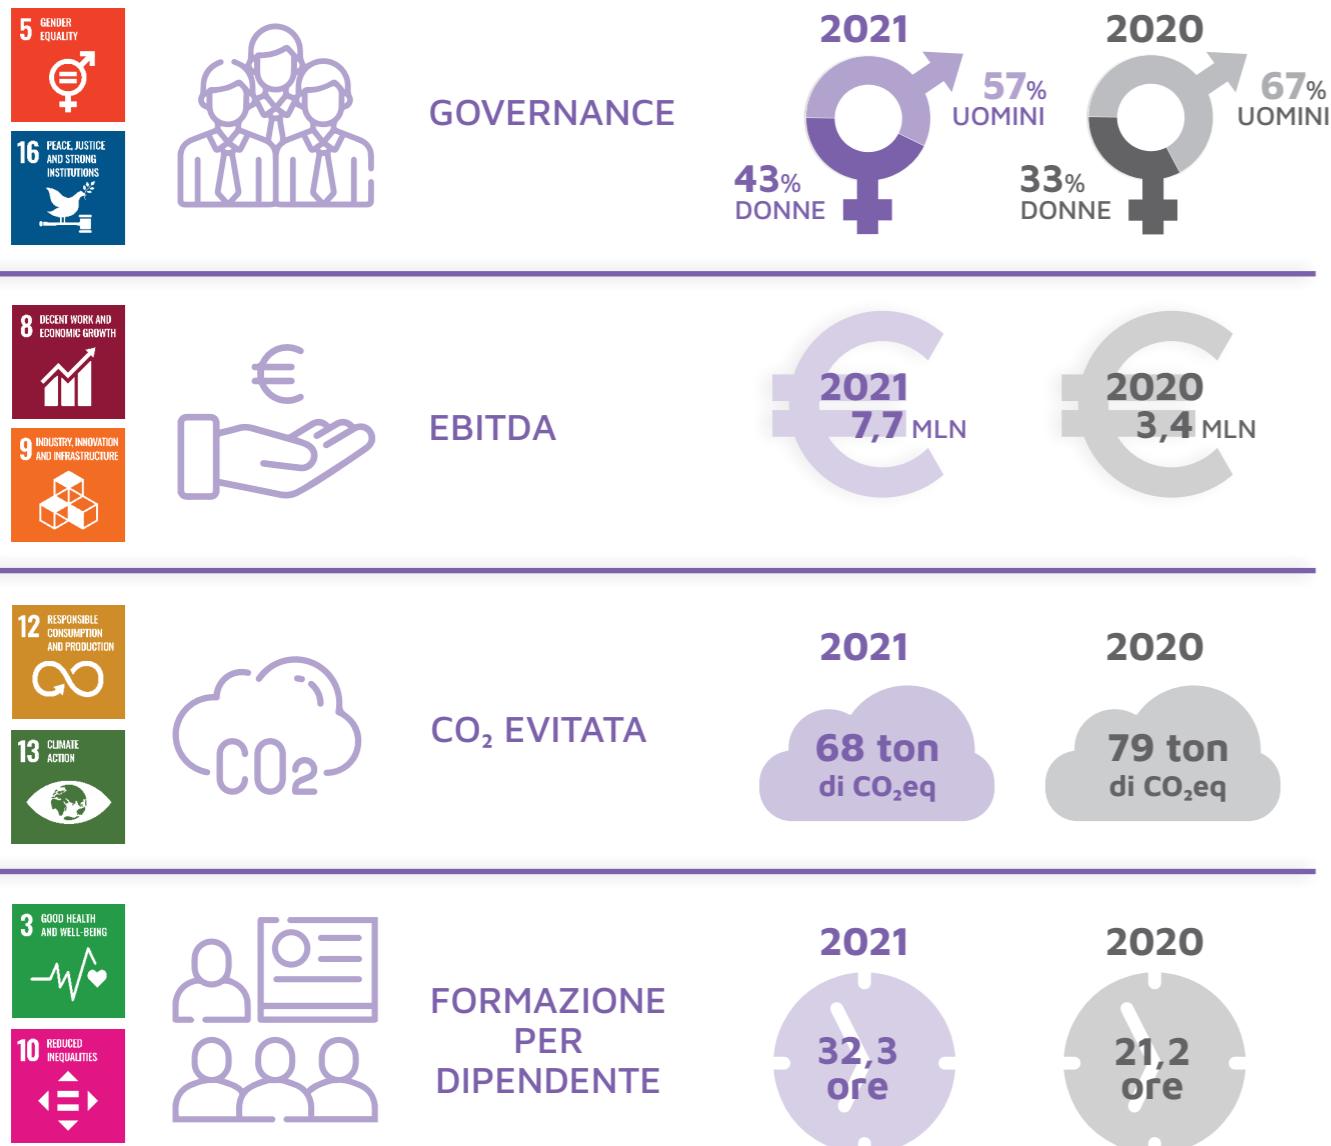 5 GENDER
EQUALITY
16 PEACE, JUSTICE
AND STRONG
INSTITUTIONS
GOVERNANCE
2021
57%
UOMINI
43%
DONNE
2020
67%
UOMINI
33%
DONNE
8 DECENT WORK AND
ECONOMIC GROWTH
9 INDUSTRY, INNOVATION
AND INFRASTRUCTURE
€
EBITDA
2021
7,7 MLN
2020
3,4 MLN
12 RESPONSIBLE
CONSUMPTION
AND PRODUCTION
13 CLIMATE
ACTION
CO2
CO₂ EVITATA
2021
68 ton
di CO₂eq
2020
79 ton
di CO₂eq
3 GOOD HEALTH
AND WELL-BEING
10 REDUCED
INEQUALITIES
FORMAZIONE
PER
DIPENDENTE
2021
32,3
ore
2020
21,2
ore